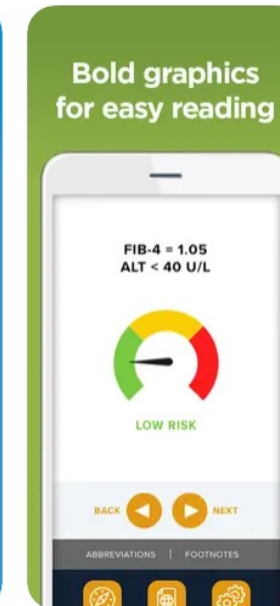 Bold graphics
for easy reading
FIB-4 = 1.05
ALT < 40 U/L
LOW RISK
BACK NEXT
ABBREVIATIONS | FOOTNOTES